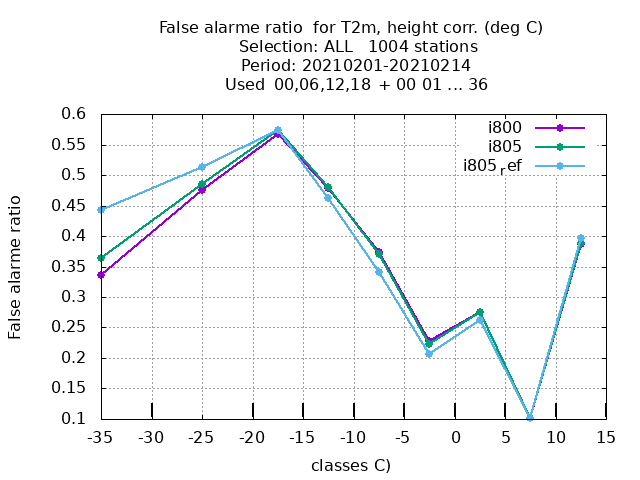 False alarme ratio  for T2m, height corr. (deg C)
Selection: ALL   1004 stations
Period: 20210201-20210214
Used  00,06,12,18 + 00 01 ... 36
0.6
0.55
0.5
0.45
0.4
0.35
0.3
0.25
0.2
0.15
0.1
False alarme ratio
i800
i805
i805ref
-35 -30 -25 -20 -15 -10 -5 0 5 10 15
classes C)